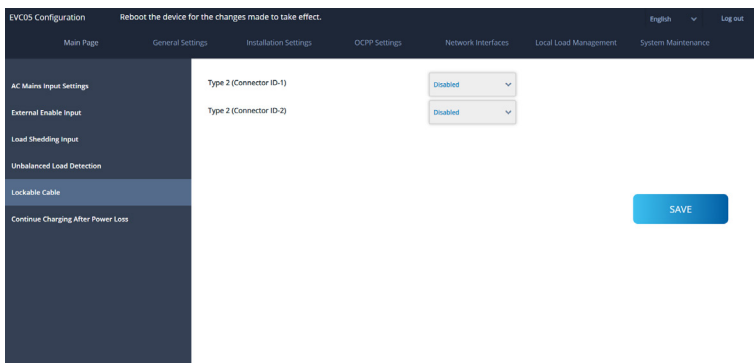 EVC05 Configuration Reboot the device for the changes made to take effect. English Log out
Main Page General Settings Installation Settings OCPP Settings Network Interfaces Local Load Management System Maintenance
AC Mains Input Settings
External Enable Input
Load Shedding Input
Unbalanced Load Detection
Lockable Cable
Continue Charging After Power Loss
Type 2 (Connector ID-1) Disabled
Type 2 (Connector ID-2) Disabled
SAVE